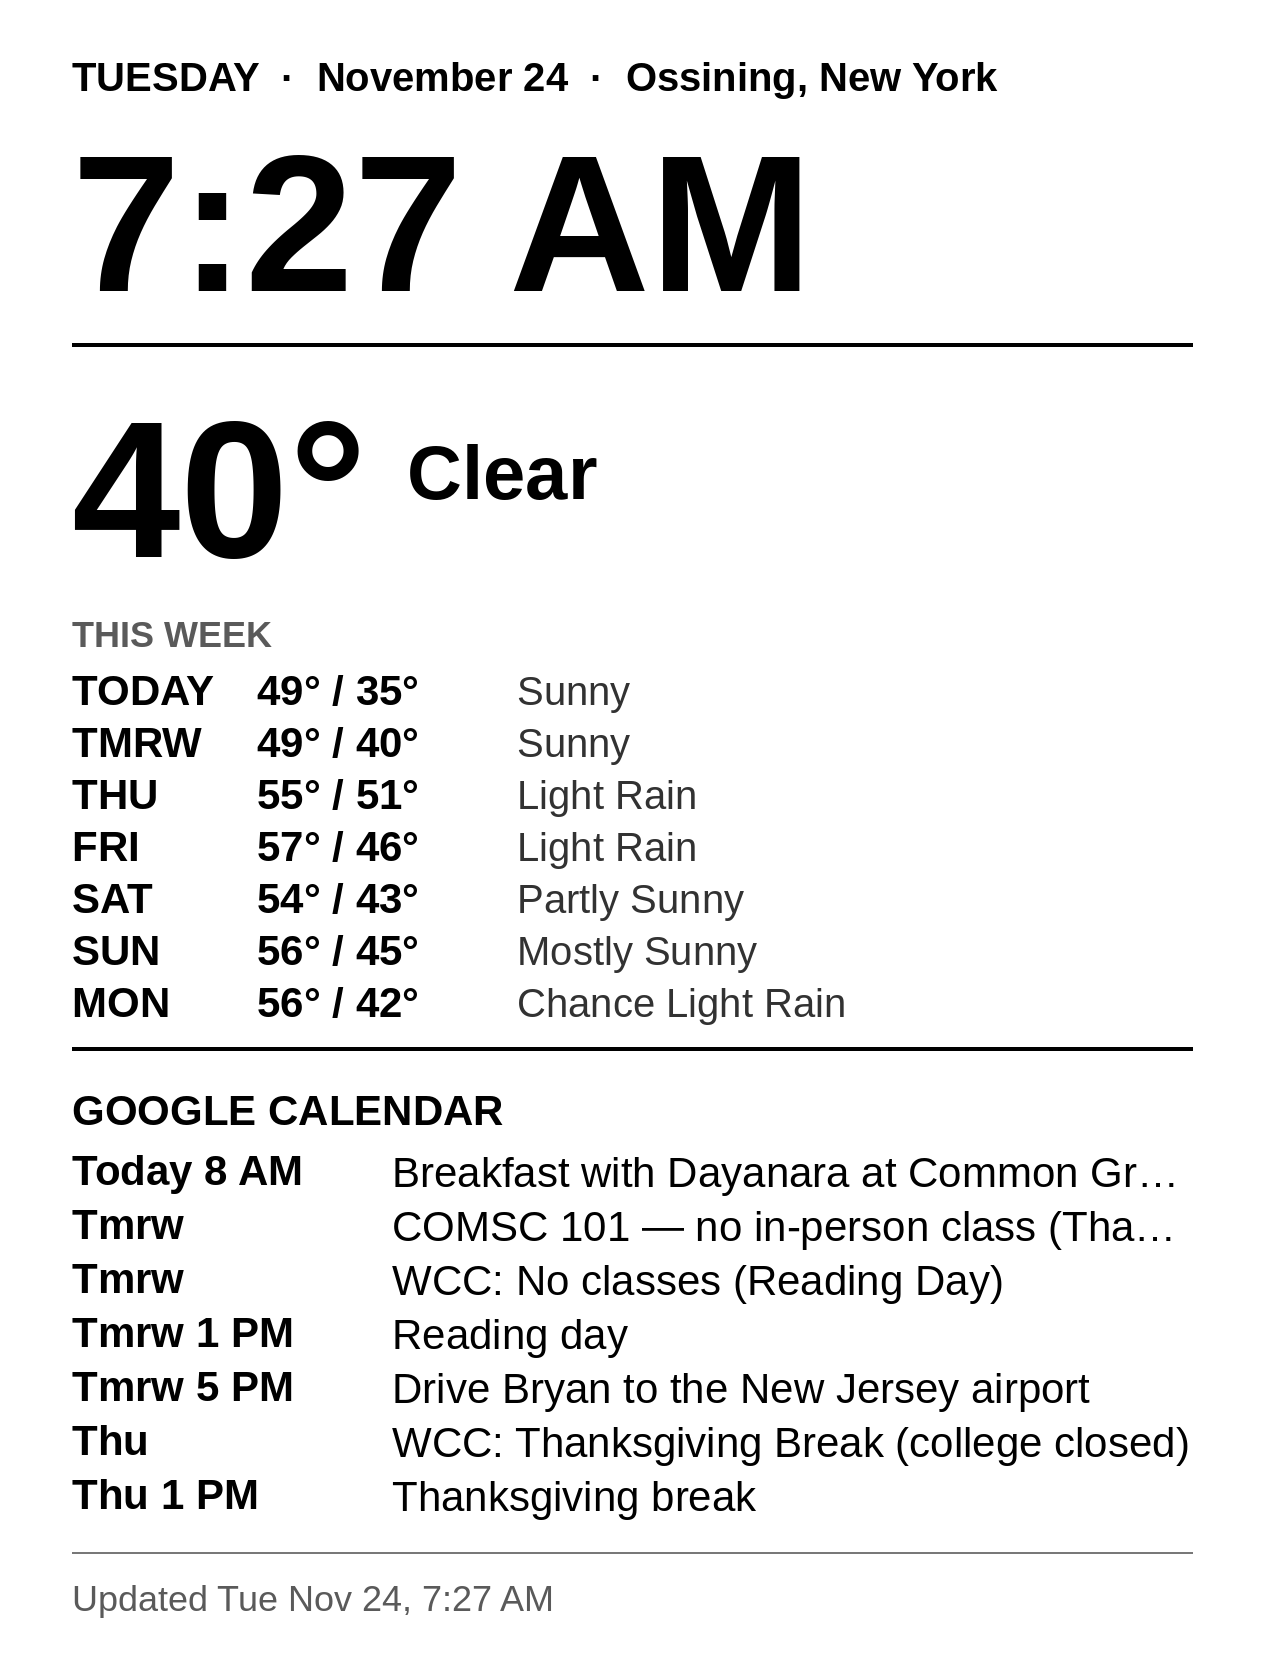 TUESDAY · November 24 · Ossining, New York
7:27 AM
40° Clear
THIS WEEK
TODAY 49° / 35° Sunny
TMRW 49° / 40° Sunny
THU 55° / 51° Light Rain
FRI 57° / 46° Light Rain
SAT 54° / 43° Partly Sunny
SUN 56° / 45° Mostly Sunny
MON 56° / 42° Chance Light Rain
GOOGLE CALENDAR
Today 8 AM Breakfast with Dayanara at Common Gr…
Tmrw COMSC 101 — no in-person class (Tha…
Tmrw WCC: No classes (Reading Day)
Tmrw 1 PM Reading day
Tmrw 5 PM Drive Bryan to the New Jersey airport
Thu WCC: Thanksgiving Break (college closed)
Thu 1 PM Thanksgiving break
Updated Tue Nov 24, 7:27 AM